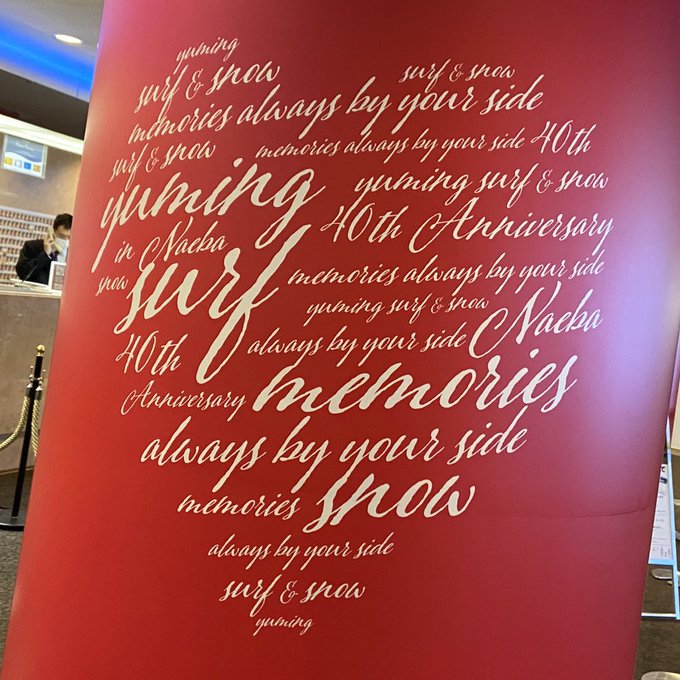 yuming
surf & snow
surf & snow
memories always by your side
surf & snow
memories always by your side 40th
yuming
yuming surf & snow
in Naeba
40th Anniversary
snow
surf
memories always by your side
yuming surf & snow
40th
always by your side
Naeba
Anniversary
memories
always by your side
memories
snow
always by your side
surf & snow
yuming